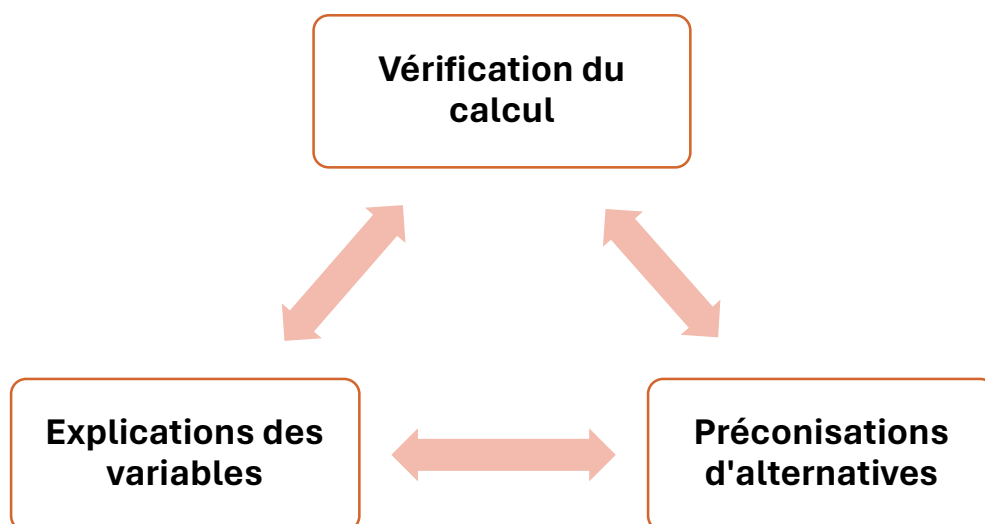 Vérification du
calcul
Explications des
variables
Préconisations
d'alternatives